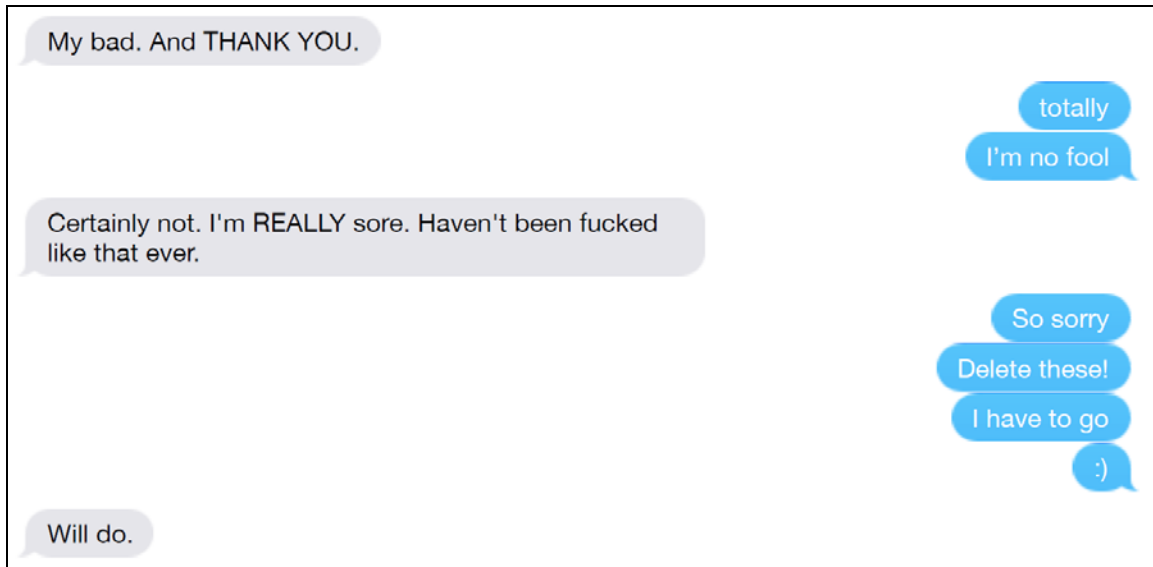 My bad. And THANK YOU.
totally
I'm no fool
Certainly not. I'm REALLY sore. Haven't been fucked
like that ever.
So sorry
Delete these!
I have to go
:)
Will do.